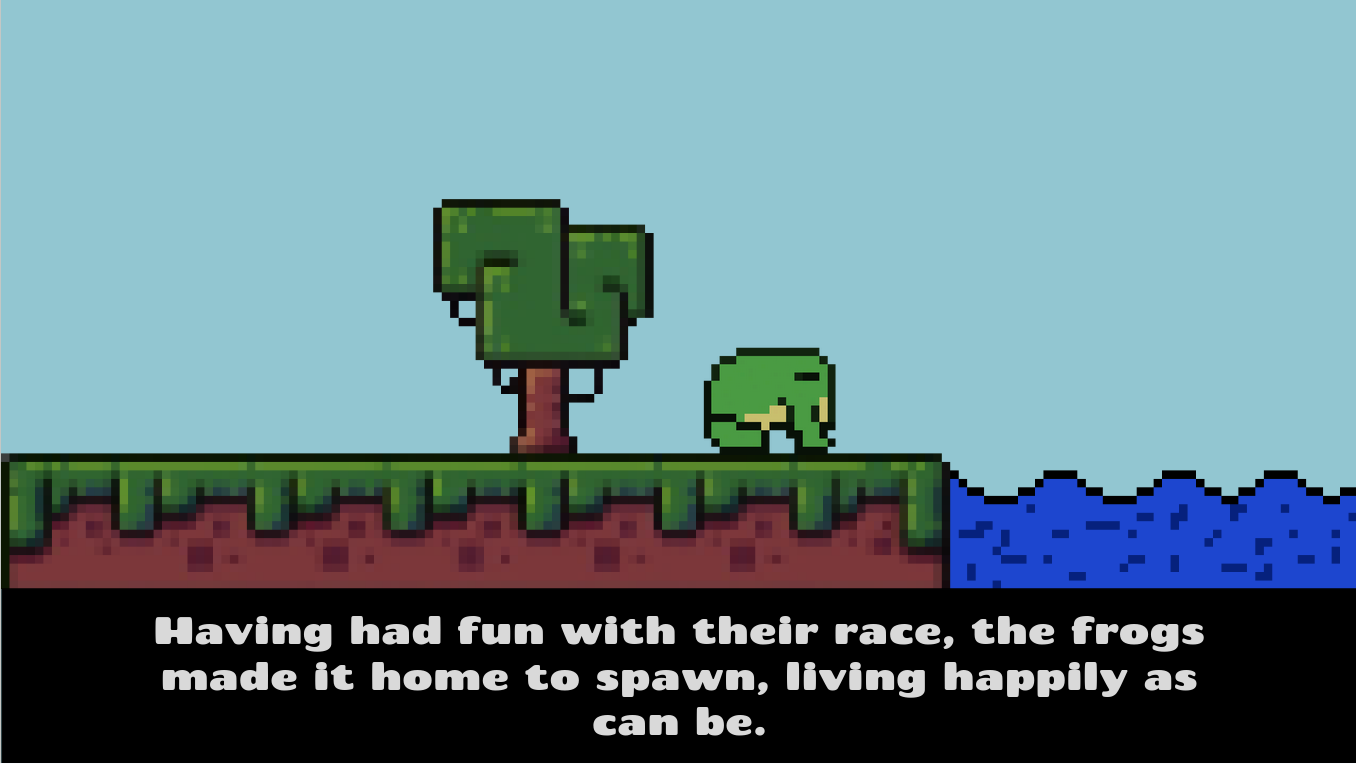 Having had fun with their race, the frogs
made it home to spawn, living happily as
can be.